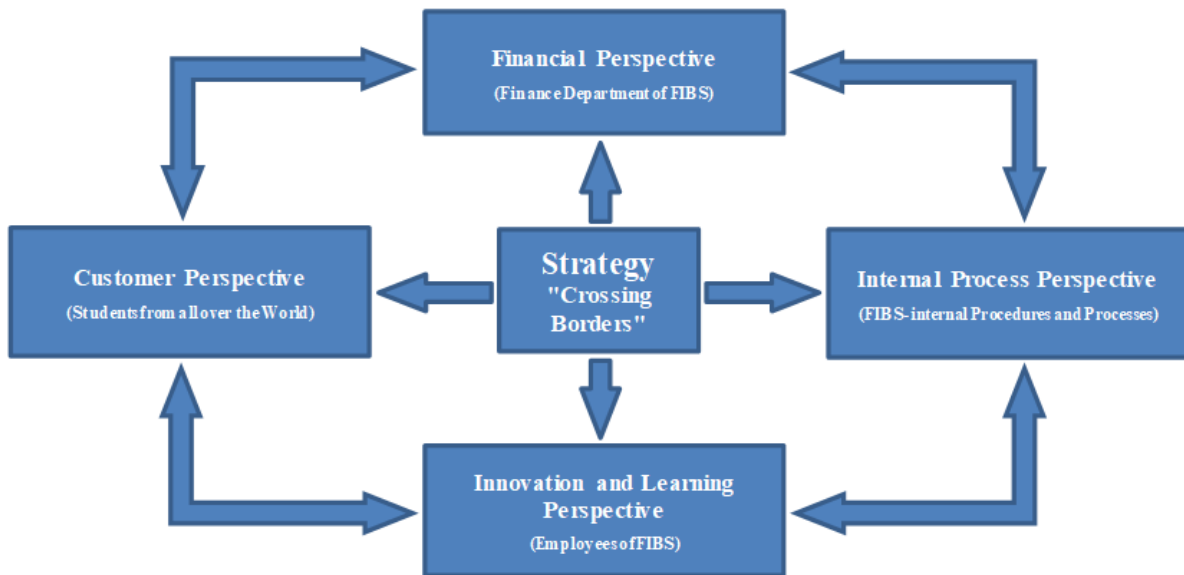 Financial Perspective
(Finance Department of FIBS)
Customer Perspective
(Students from all over the World)
Strategy
"Crossing
Borders"
Internal Process Perspective
(FIBS-internal Procedures and Processes)
Innovation and Learning
Perspective
(Employees of FIBS)